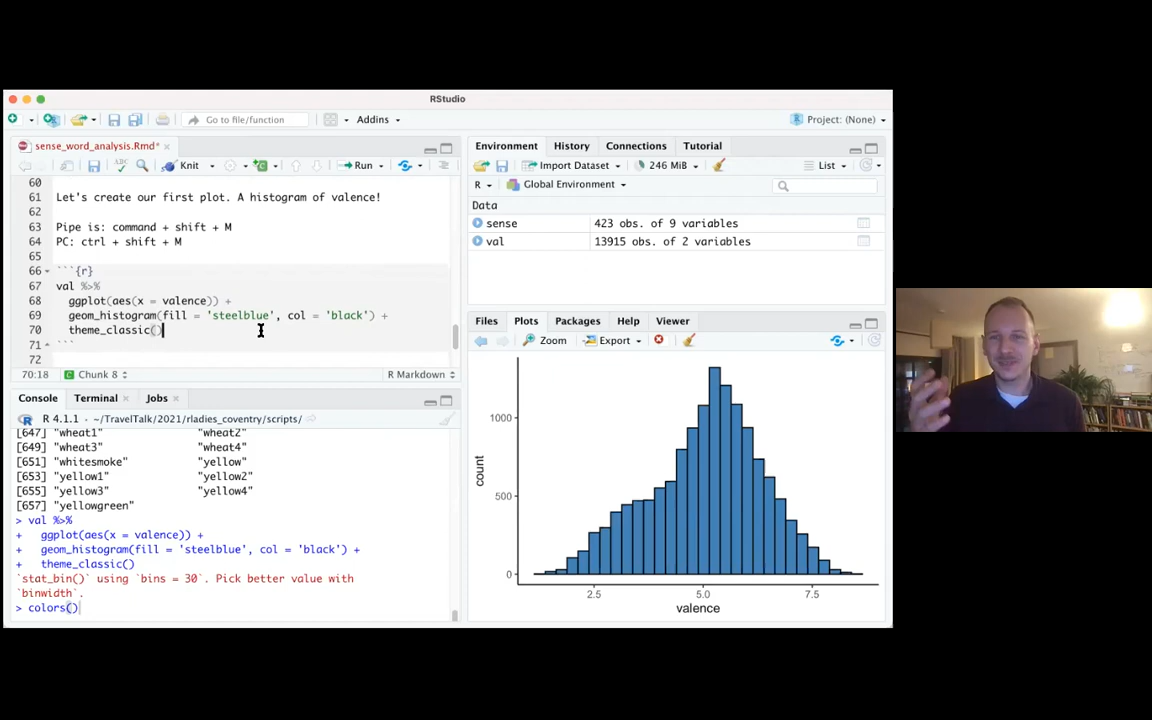 RStudio
Go to file/function
Addins
Project: (None)
sense_word_analysis.Rmd*
Knit
Run
60
61 Let's create our first plot. A histogram of valence!
62
63 Pipe is: command + shift + M
64 PC: ctrl + shift + M
65
66 ```{r}
67 val %>%
68 ggplot(aes(x = valence)) +
69 geom_histogram(fill = 'steelblue', col = 'black') +
70 theme_classic()
71 ```
72
70:18 Chunk 8 R Markdown
Console Terminal Jobs
R 4.1.1 · ~/TravelTalk/2021/rladies_coventry/scripts/
[647] "wheat1" "wheat2"
[649] "wheat3" "wheat4"
[651] "whitesmoke" "yellow"
[653] "yellow1" "yellow2"
[655] "yellow3" "yellow4"
[657] "yellowgreen"
> val %>%
+ ggplot(aes(x = valence)) +
+ geom_histogram(fill = 'steelblue', col = 'black') +
+ theme_classic()
`stat_bin()` using `bins = 30`. Pick better value with
`binwidth`.
> colors()
Environment History Connections Tutorial
Import Dataset 246 MiB List
R Global Environment
Data
sense 423 obs. of 9 variables
val 13915 obs. of 2 variables
Files Plots Packages Help Viewer
Zoom Export
1000
500
0
count
2.5 5.0 7.5
valence